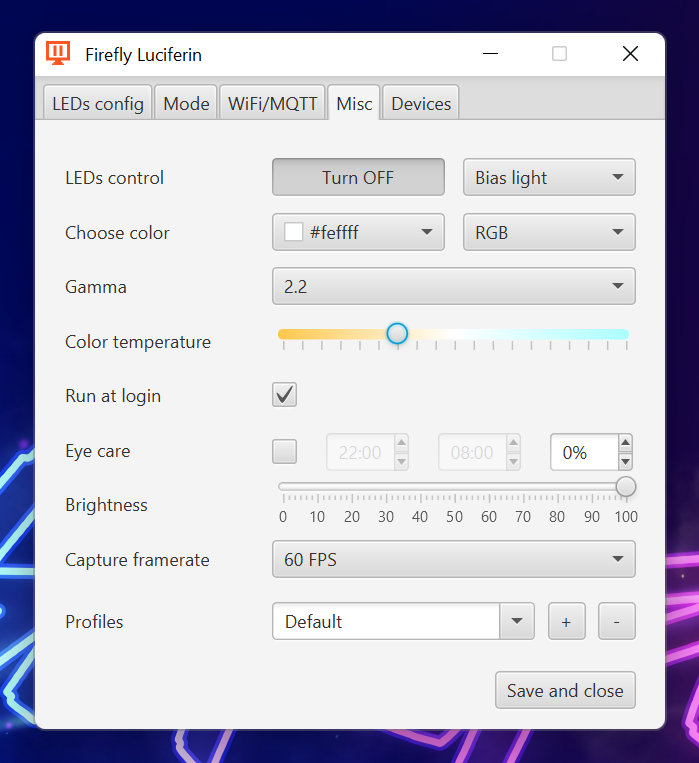 Firefly Luciferin
LEDs config Mode WiFi/MQTT Misc Devices
LEDs control Turn OFF Bias light
Choose color #feffff RGB
Gamma 2.2
Color temperature
Run at login
Eye care 22:00 08:00 0%
Brightness
0 10 20 30 40 50 60 70 80 90 100
Capture framerate 60 FPS
Profiles Default + -
Save and close